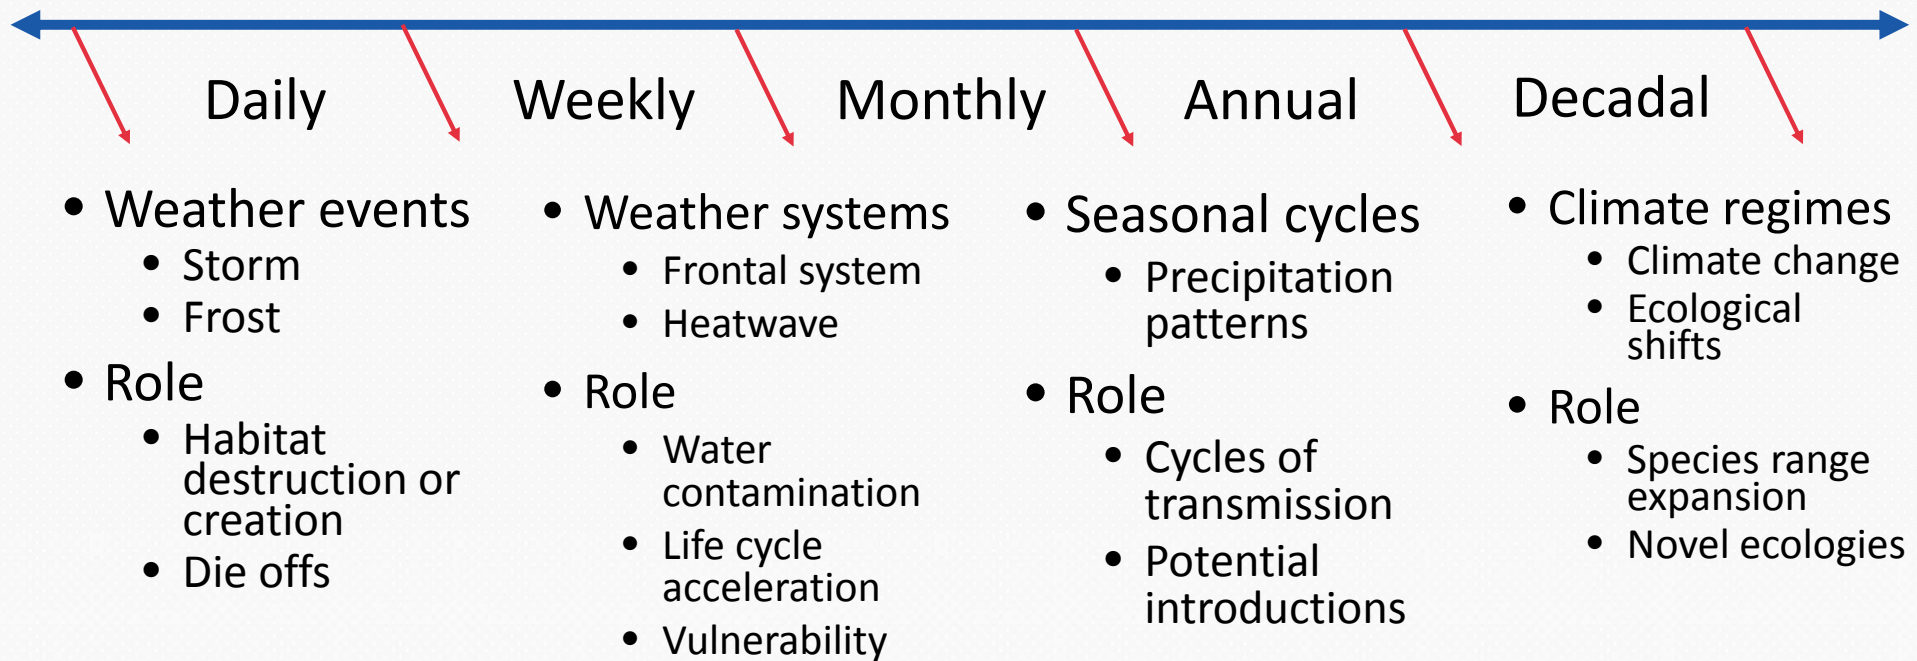 Daily Weekly Monthly Annual Decadal
• Weather events
• Storm
• Frost
• Role
• Habitat
destruction or
creation
• Die offs
• Weather systems
• Frontal system
• Heatwave
• Role
• Water
contamination
• Life cycle
acceleration
• Vulnerability
• Seasonal cycles
• Precipitation
patterns
• Role
• Cycles of
transmission
• Potential
introductions
• Climate regimes
• Climate change
• Ecological
shifts
• Role
• Species range
expansion
• Novel ecologies